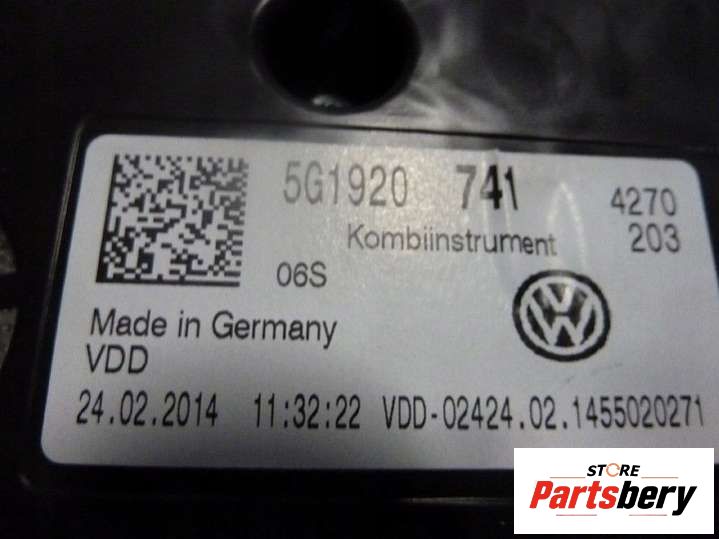 5G1920 741 4270
Kombiinstrument 203
06S
Made in Germany
VDD
24.02.2014 11:32:22 VDD-02424.02.1455020271
STORE
Partsbery